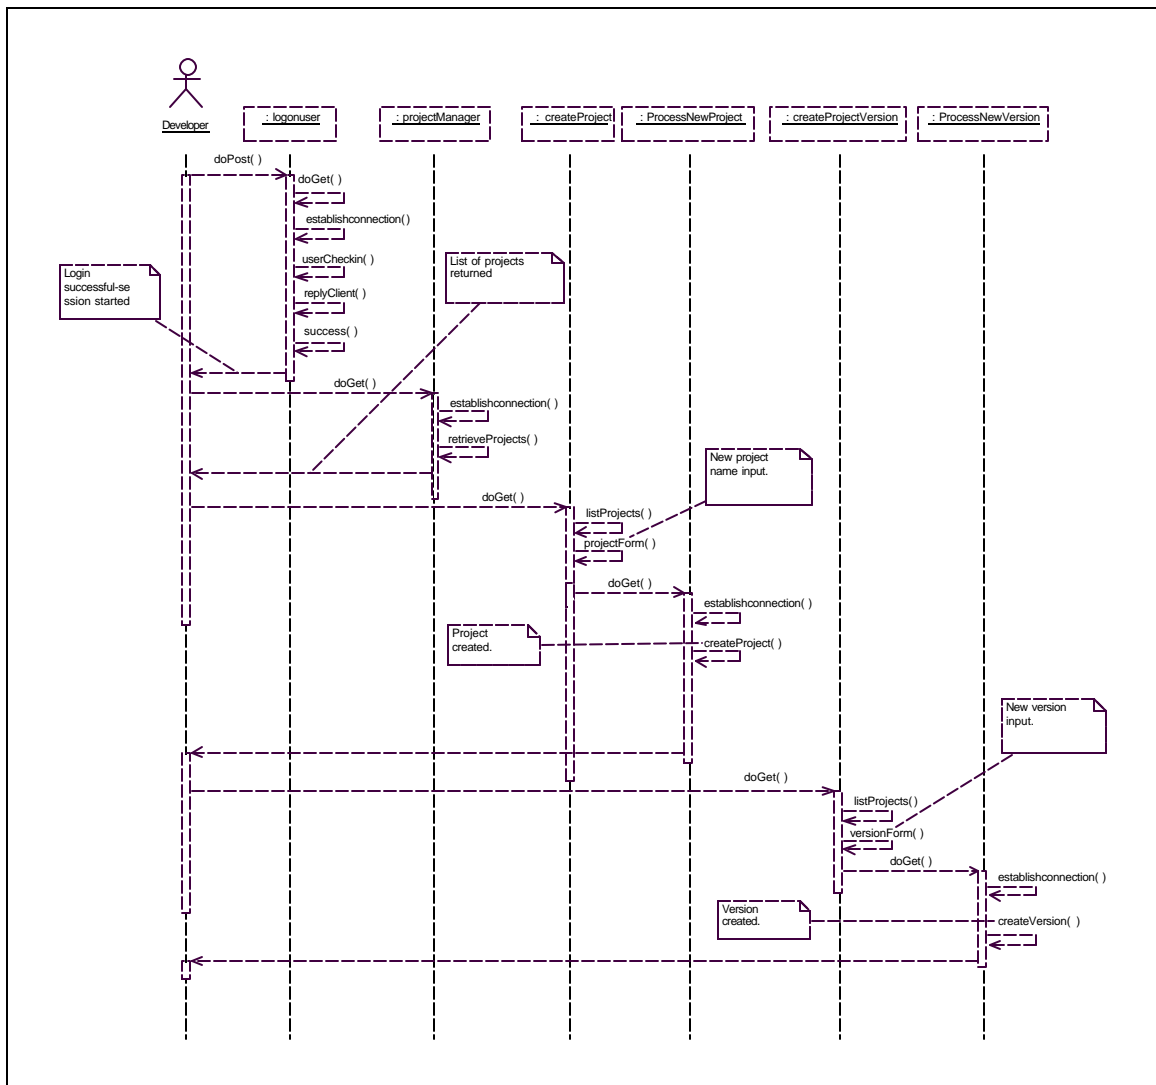 Developer
: logonuser
: projectManager
: createProject
: ProcessNewProject
: createProjectVersion
: ProcessNewVersion
doPost( )
doGet( )
establishconnection( )
userCheckin( )
replyClient( )
success( )
Login
successful-se
ssion started
List of projects
returned
doGet( )
establishconnection( )
retrieveProjects( )
New project
name input.
doGet( )
listProjects( )
projectForm( )
doGet( )
establishconnection( )
Project
created.
createProject( )
New version
input.
doGet( )
listProjects( )
versionForm( )
doGet( )
establishconnection( )
Version
created.
createVersion( )